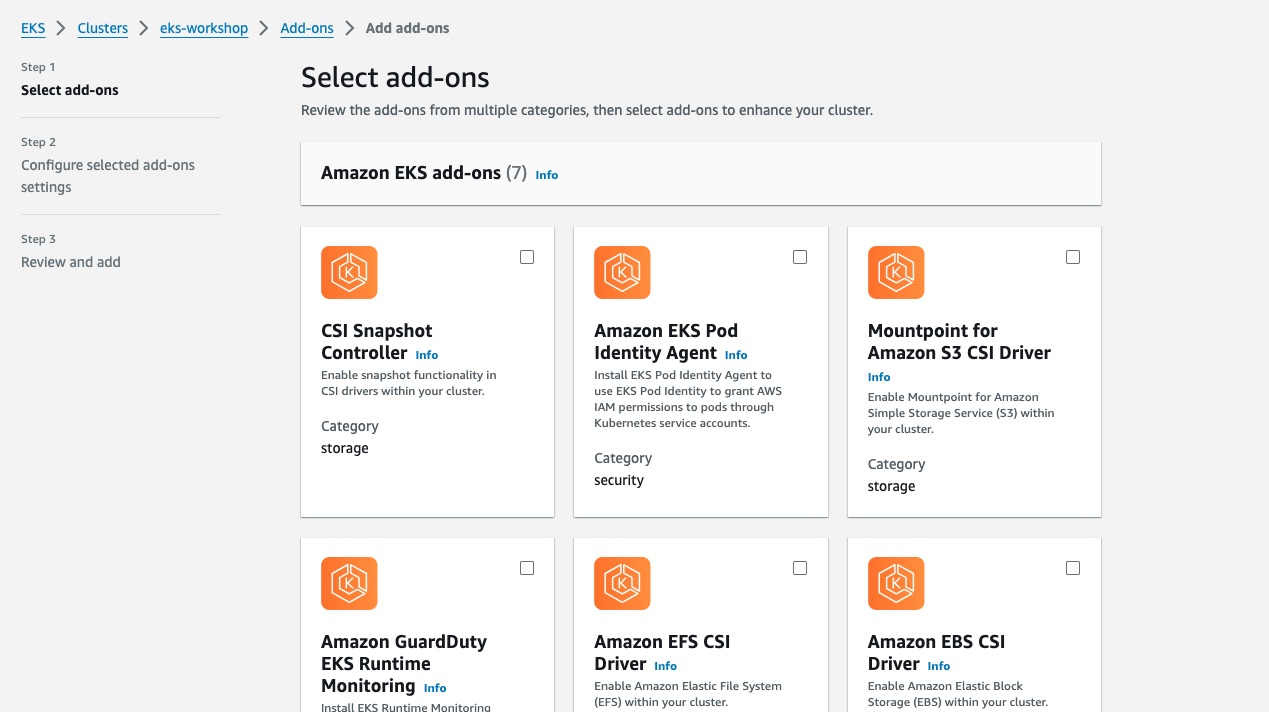 EKS > Clusters > eks-workshop > Add-ons > Add add-ons
Step 1
Select add-ons
Step 2
Configure selected add-ons
settings
Step 3
Review and add
Select add-ons
Review the add-ons from multiple categories, then select add-ons to enhance your cluster.
Amazon EKS add-ons (7) Info
K
CSI Snapshot
Controller Info
Enable snapshot functionality in
CSI drivers within your cluster.
Category
storage
K
Amazon EKS Pod
Identity Agent Info
Install EKS Pod Identity Agent to
use EKS Pod Identity to grant AWS
IAM permissions to pods through
Kubernetes service accounts.
Category
security
K
Mountpoint for
Amazon S3 CSI Driver
Info
Enable Mountpoint for Amazon
Simple Storage Service (S3) within
your cluster.
Category
storage
K
Amazon GuardDuty
EKS Runtime
Monitoring Info
Install EKS Runtime Monitoring
K
Amazon EFS CSI
Driver Info
Enable Amazon Elastic File System
(EFS) within your cluster.
K
Amazon EBS CSI
Driver Info
Enable Amazon Elastic Block
Storage (EBS) within your cluster.